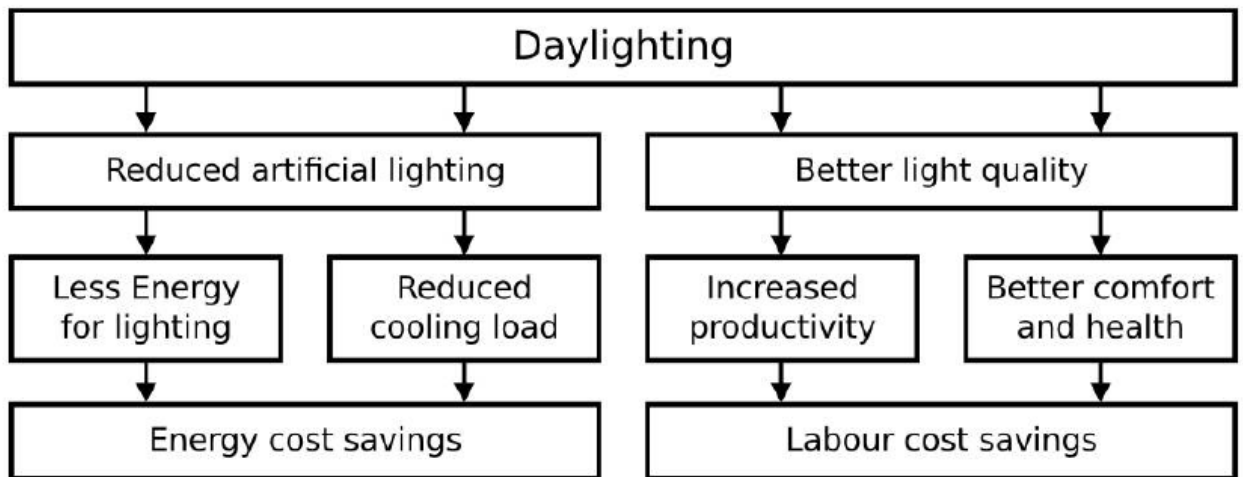 Daylighting
Reduced artificial lighting
Better light quality
Less Energy
for lighting
Reduced
cooling load
Increased
productivity
Better comfort
and health
Energy cost savings
Labour cost savings